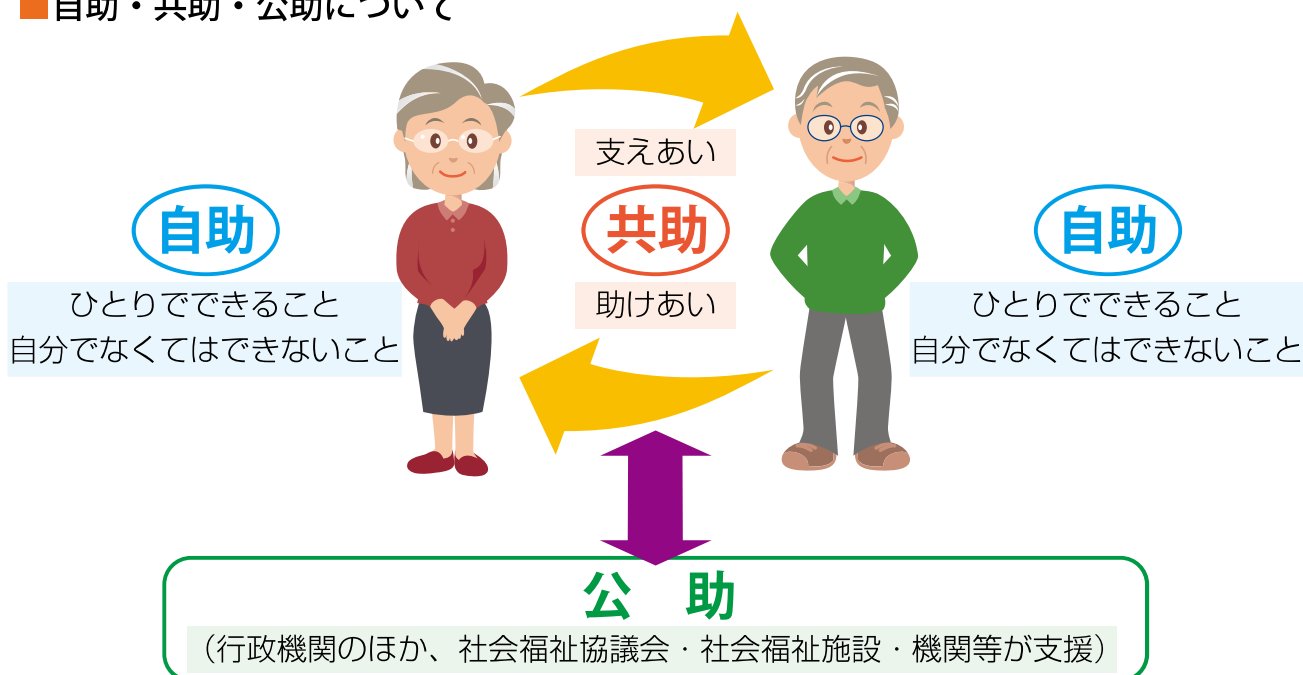 ■自助・共助・公助について
支えあい
自助
共助
自助
ひとりでできること
自分でなくてはできないこと
助けあい
ひとりでできること
自分でなくてはできないこと
公　助
（行政機関のほか、社会福祉協議会・社会福祉施設・機関等が支援）